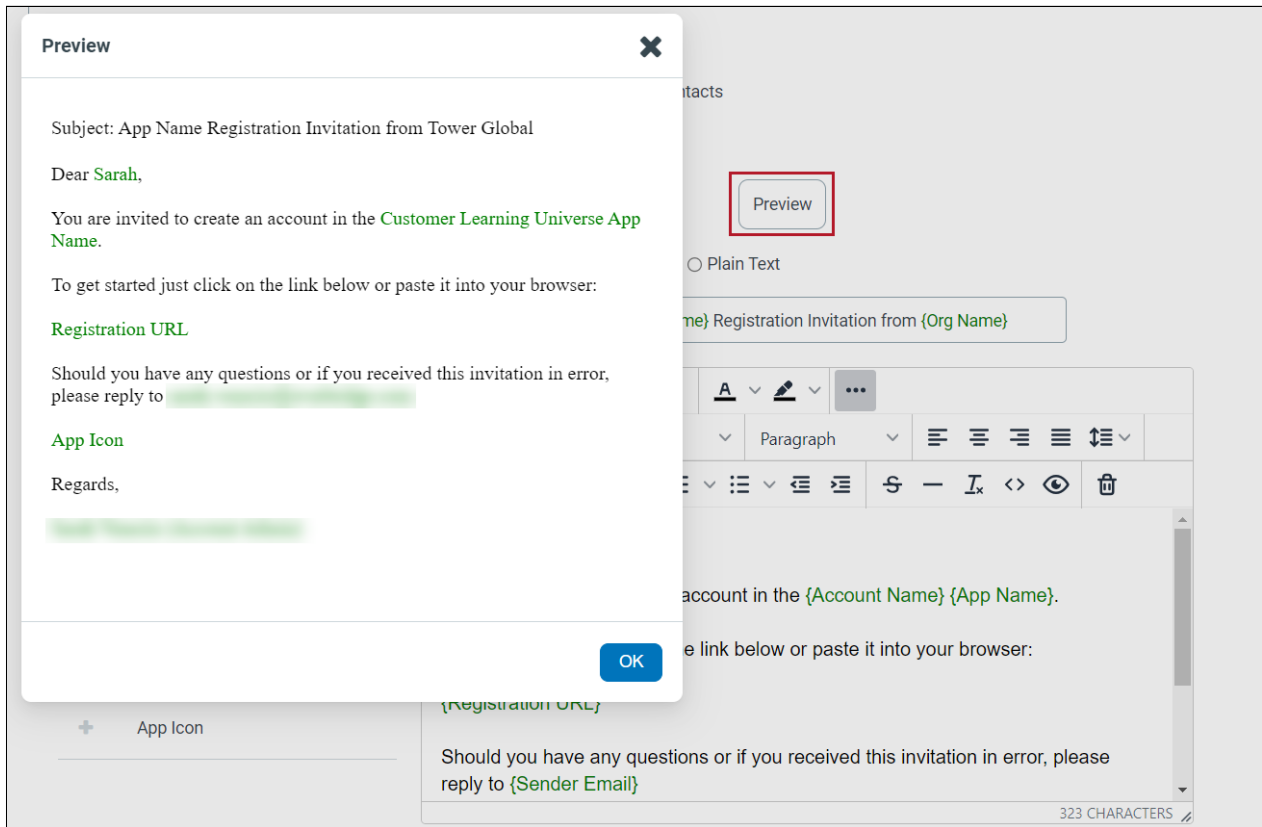 Preview
Subject: App Name Registration Invitation from Tower Global
Dear Sarah,
You are invited to create an account in the Customer Learning Universe App
Name.
To get started just click on the link below or paste it into your browser:
Registration URL
Should you have any questions or if you received this invitation in error,
please reply to
App Icon
Regards,
OK
Preview
Plain Text
Registration Invitation from {Org Name}
A
Paragraph
account in the {Account Name} {App Name}.
link below or paste it into your browser:
{Registration URL}
App Icon
Should you have any questions or if you received this invitation in error, please
reply to {Sender Email}
323 CHARACTERS